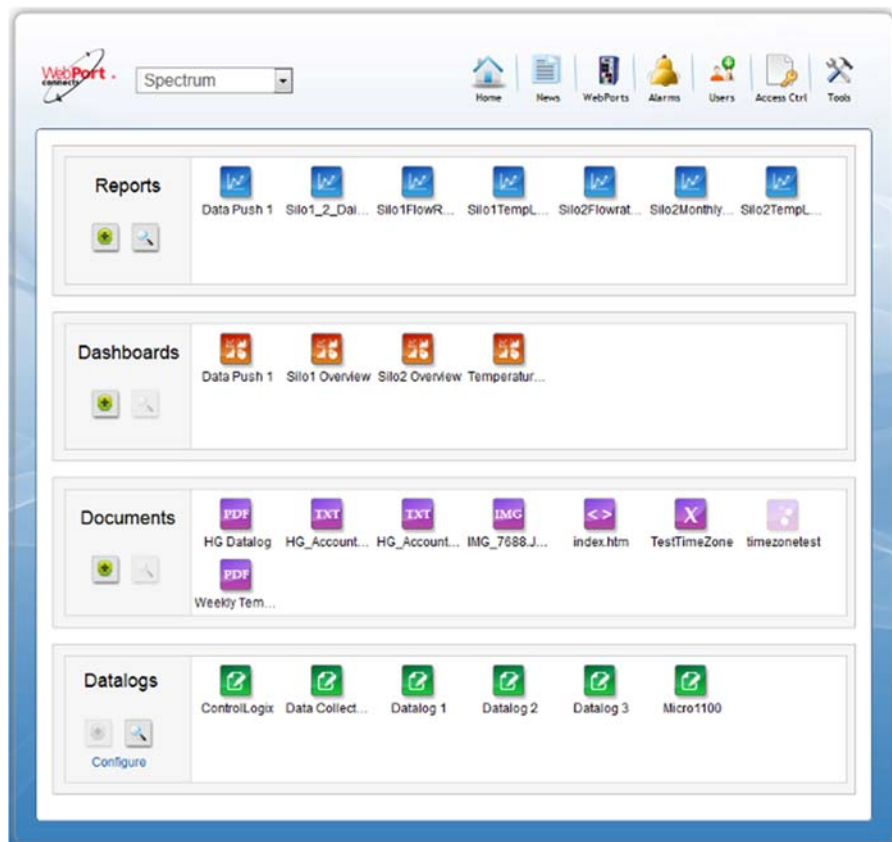 WebPort.
connects
Spectrum
Home News WebPorts Alarms Users Access Ctrl Tools
Reports
Data Push 1 Silo1_2_Dai... Silo1FlowR... Silo1TempL... Silo2Flowrat... Silo2Monthly... Silo2TempL...
Dashboards
Data Push 1 Silo1 Overview Silo2 Overview Temperatur...
Documents
PDF TXT TXT IMG <> X
HG Datalog HG_Account... HG_Account... IMG_7688.J... index.htm TestTimeZone timezonetest
PDF
Weekly Tem...
Datalogs
ControlLogix Data Collect... Datalog 1 Datalog 2 Datalog 3 Micro1100
Configure